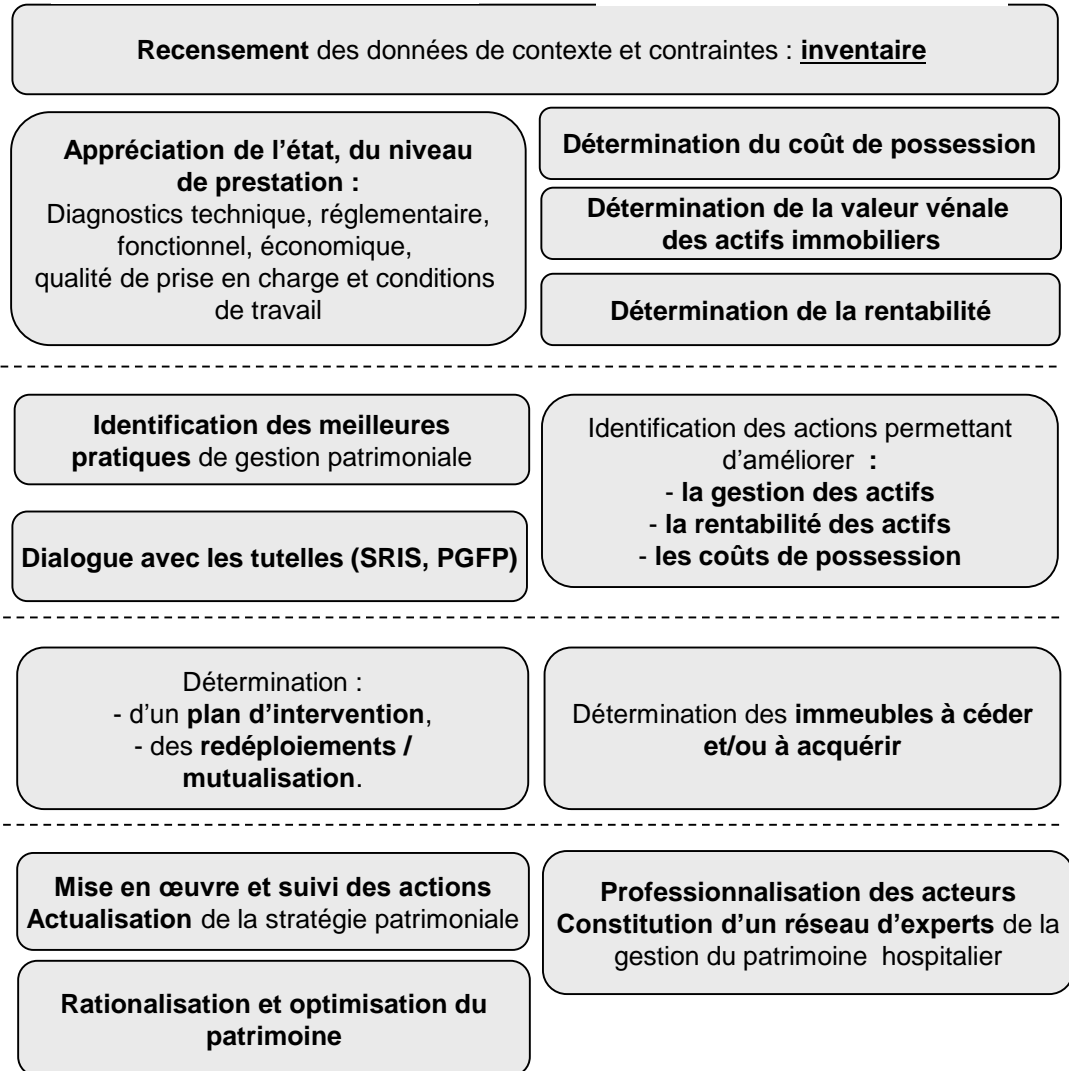 Recensement des données de contexte et contraintes : inventaire
Appréciation de l'état, du niveau
de prestation :
Diagnostics technique, réglementaire,
fonctionnel, économique,
qualité de prise en charge et conditions
de travail
Détermination du coût de possession
Détermination de la valeur vénale
des actifs immobiliers
Détermination de la rentabilité
Identification des meilleures
pratiques de gestion patrimoniale
Dialogue avec les tutelles (SRIS, PGFP)
Identification des actions permettant
d'améliorer :
- la gestion des actifs
- la rentabilité des actifs
- les coûts de possession
Détermination :
- d'un plan d'intervention,
- des redéploiements /
mutualisation.
Détermination des immeubles à céder
et/ou à acquérir
Mise en œuvre et suivi des actions
Actualisation de la stratégie patrimoniale
Rationalisation et optimisation du
patrimoine
Professionnalisation des acteurs
Constitution d'un réseau d'experts de la
gestion du patrimoine hospitalier